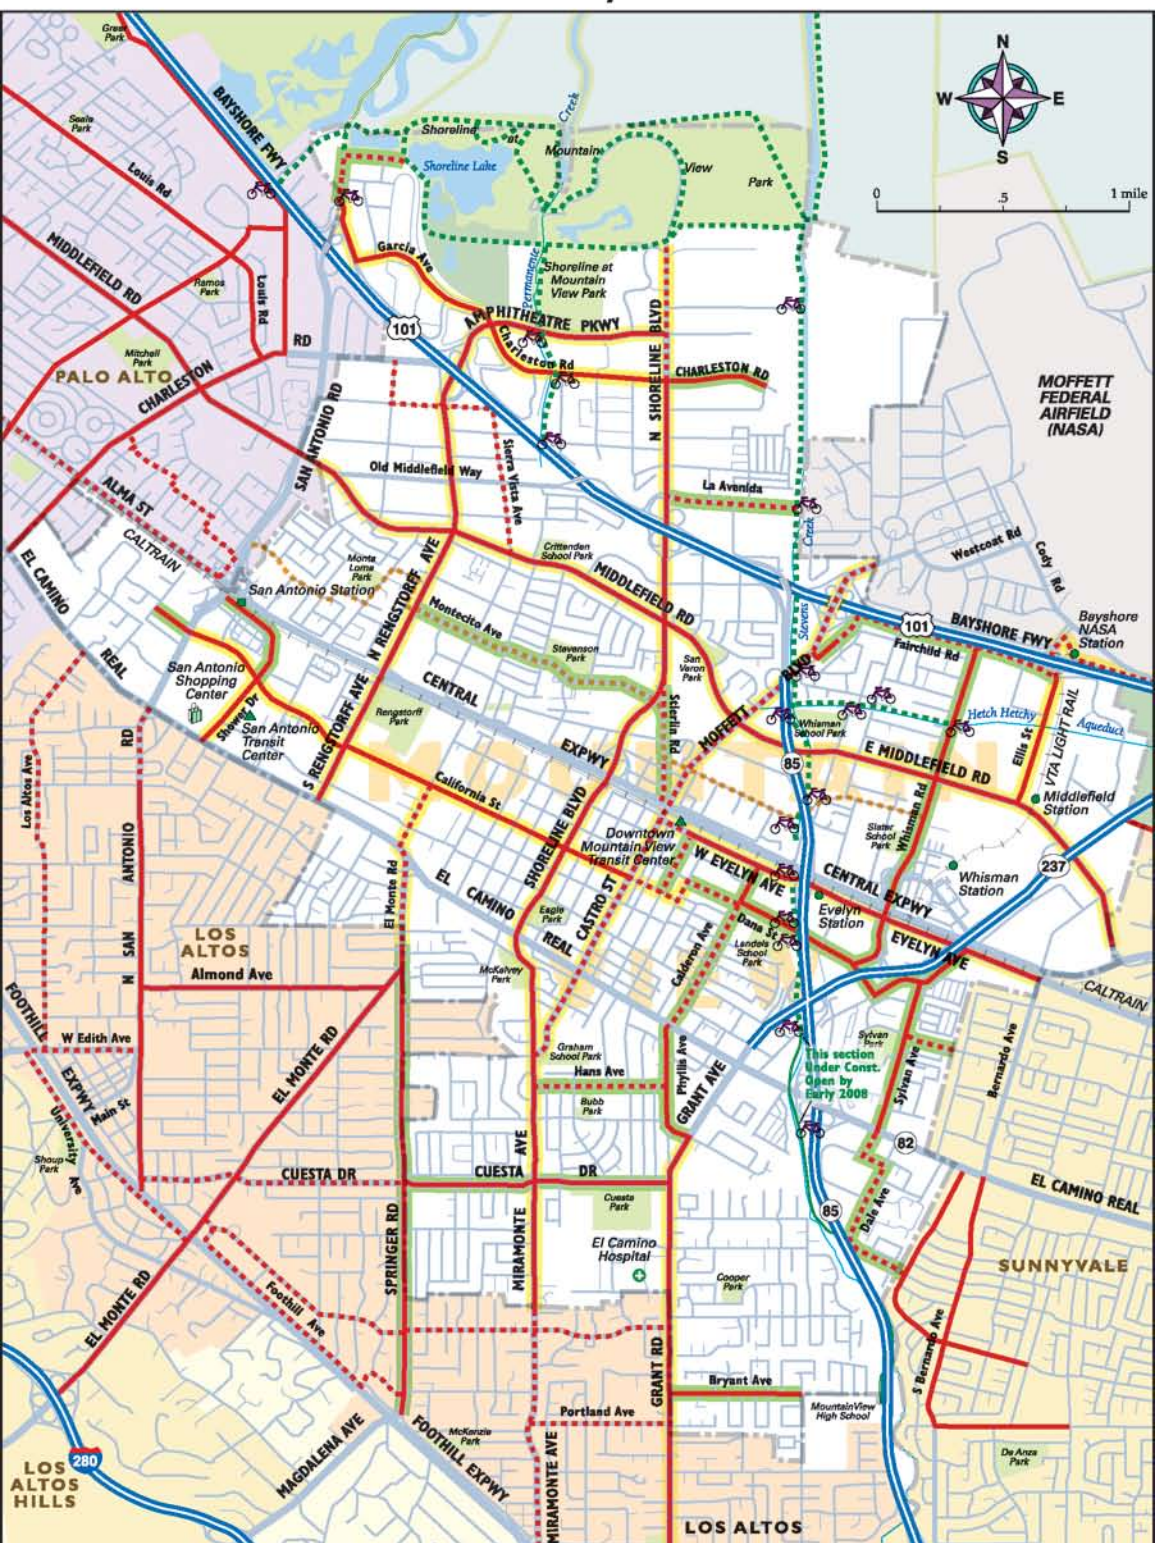 Greer
Park
N
W
E
S
0
.5
1 mile
BAYSHORE FWY
Creek
Shoreline
at
Mountain
View
Park
Shoreline Lake
Seale
Park
Louis Rd
MIDDLEFIELD RD
Ramos
Park
Louis Rd
Garcia Ave
Permanente
Shoreline at
Mountain
View Park
AMPHITHEATRE PKWY
N SHORELINE BLVD
101
RD
Charleston Rd
CHARLESTON RD
Mitchell
Park
PALO ALTO
CHARLESTON
SAN ANTONIO RD
MOFFETT
FEDERAL
AIRFIELD
(NASA)
Old Middlefield Way
Sierra Vista Ave
La Avenida
Creek
ALMA ST
CALTRAIN
EL CAMINO
REAL
Monta
Loma
Park
San Antonio Station
Crittenden
School Park
MIDDLEFIELD RD
Westcoat Rd
Cody Rd
N RENGSTORFF AVE
Montecito Ave
Stevenson
Park
San
Veron
Park
Stevens
101
BAYSHORE FWY
Fairchild Rd
Bayshore
NASA
Station
San Antonio
Shopping
Center
Shower Dr
San Antonio
Transit
Center
S RENGSTORFF AVE
Rengstorff
Park
CENTRAL
EXPWY
Stierlin Rd
MOFFETT
BLVD
Whisman
School Park
Hetch Hetchy
Aqueduct
Ellis St
VTA LIGHT RAIL
85
E MIDDLEFIELD RD
Middlefield
Station
MOUNTAIN
California St
SHORELINE BLVD
Downtown
Mountain View
Transit Center
Slater
School
Park
Whisman Rd
Whisman
Station
237
Los Altos Ave
N SAN ANTONIO RD
El Monte Rd
EL CAMINO
REAL
Eagle
Park
CASTRO ST
W EVELYN AVE
CENTRAL EXPWY
Evelyn
Station
EVELYN AVE
Dana St
Landels
School
Park
Calderon Ave
CALTRAIN
LOS
ALTOS
Almond Ave
McKelvey
Park
VIEW
FOOTHILL
EXPWY
W Edith Ave
Main St
University Ave
Shoup
Park
EL MONTE RD
Graham
School Park
Hans Ave
Bubb
Park
Phyllis Ave
GRANT AVE
Sylvan
Park
Sylvan Ave
Bernardo Ave
This section
Under Const.
Open by
Early 2008
82
EL CAMINO REAL
CUESTA DR
CUESTA
DR
Cuesta
Park
MIRAMONTE AVE
El Camino
Hospital
Dale Ave
85
SUNNYVALE
SPRINGER RD
Cooper
Park
EL MONTE RD
Foothill Ave
S Bernardo Ave
GRANT RD
Bryant Ave
Mountain View
High School
Portland Ave
McKenzie
Park
MAGDALENA AVE
FOOTHILL EXPWY
MIRAMONTE AVE
De Anza
Park
280
LOS
ALTOS
HILLS
LOS ALTOS